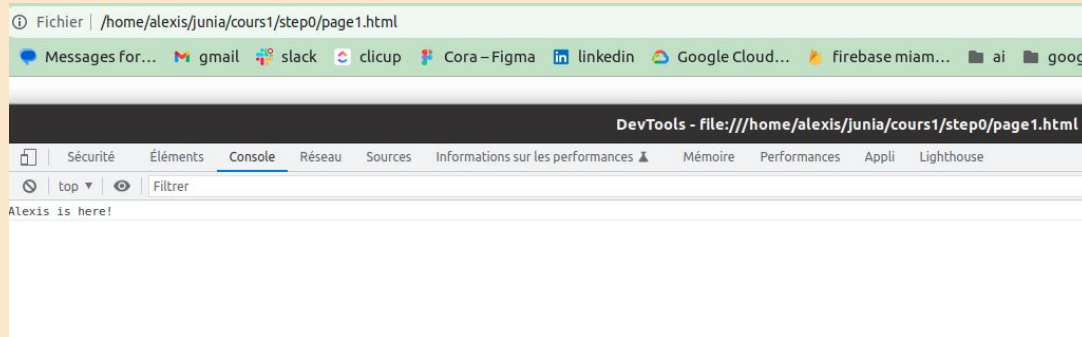 Fichier | /home/alexis/junia/cours1/step0/page1.html
Messages for... gmail slack clicup Cora – Figma linkedin Google Cloud... firebase miam... ai goog
DevTools - file:///home/alexis/junia/cours1/step0/page1.html
Sécurité Éléments Console Réseau Sources Informations sur les performances Mémoire Performances Appli Lighthouse
top Filtrer
Alexis is here!